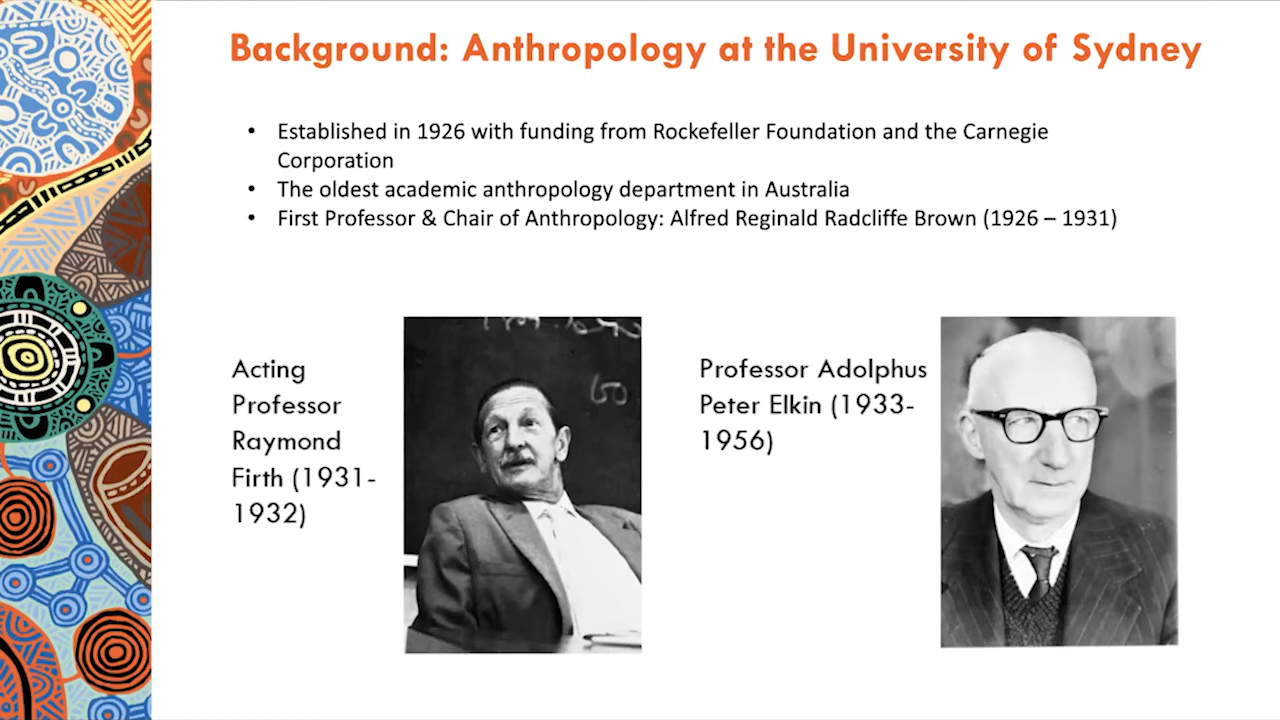 Background: Anthropology at the University of Sydney
• Established in 1926 with funding from Rockefeller Foundation and the Carnegie
Corporation
• The oldest academic anthropology department in Australia
• First Professor & Chair of Anthropology: Alfred Reginald Radcliffe Brown (1926 – 1931)
Acting
Professor
Raymond
Firth (1931-
1932)
Professor Adolphus
Peter Elkin (1933-
1956)